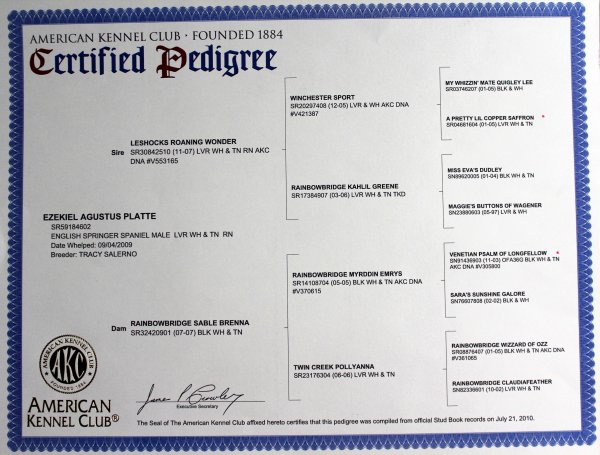 AMERICAN KENNEL CLUB · FOUNDED 1884
Certified Pedigree
MY WHIZZIN' MATE QUIGLEY LEE
SR03746207 (01-05) BLK & WH
WINCHESTER SPORT
SR20297408 (12-05) LVR & WH AKC DNA
#V421387
A PRETTY LIL COPPER SAFFRON *
SR04881604 (01-05) LVR WH & TN
Sire LESHOCKS ROANING WONDER
SR30842510 (11-07) LVR WH & TN RN AKC
DNA #V553165
MISS EVA'S DUDLEY
SN89620005 (01-04) BLK WH & TN
RAINBOWBRIDGE KAHLIL GREENE
SR17384907 (03-06) LVR WH & TN TKD
MAGGIE'S BUTTONS OF WAGENER
SN23880603 (05-97) LVR & WH
EZEKIEL AGUSTUS PLATTE
SR59184602
ENGLISH SPRINGER SPANIEL MALE LVR WH & TN RN
Date Whelped: 09/04/2009
Breeder: TRACY SALERNO
VENETIAN PSALM OF LONGFELLOW *
SN91436903 (11-03) OFA36G BLK WH & TN
AKC DNA #V305800
RAINBOWBRIDGE MYRDDIN EMRYS
SR14108704 (05-05) BLK WH & TN AKC DNA
#V370615
SARA'S SUNSHINE GALORE
SN76607808 (02-02) BLK & WH
Dam RAINBOWBRIDGE SABLE BRENNA
SR32420901 (07-07) BLK WH & TN
RAINBOWBRIDGE WIZZARD OF OZZ
SR08876407 (01-05) BLK WH & TN AKC DNA
#V361065
TWIN CREEK POLLYANNA
SR23176304 (06-06) LVR WH & TN
RAINBOWBRIDGE CLAUDIAFEATHER
SN82336601 (10-02) LVR WH & TN
AMERICAN KENNEL CLUB
AKC
FOUNDED 1884
AMERICAN
KENNEL CLUB®
Executive Secretary
The Seal of The American Kennel Club affixed hereto certifies that this pedigree was compiled from official Stud Book records on July 21, 2010.